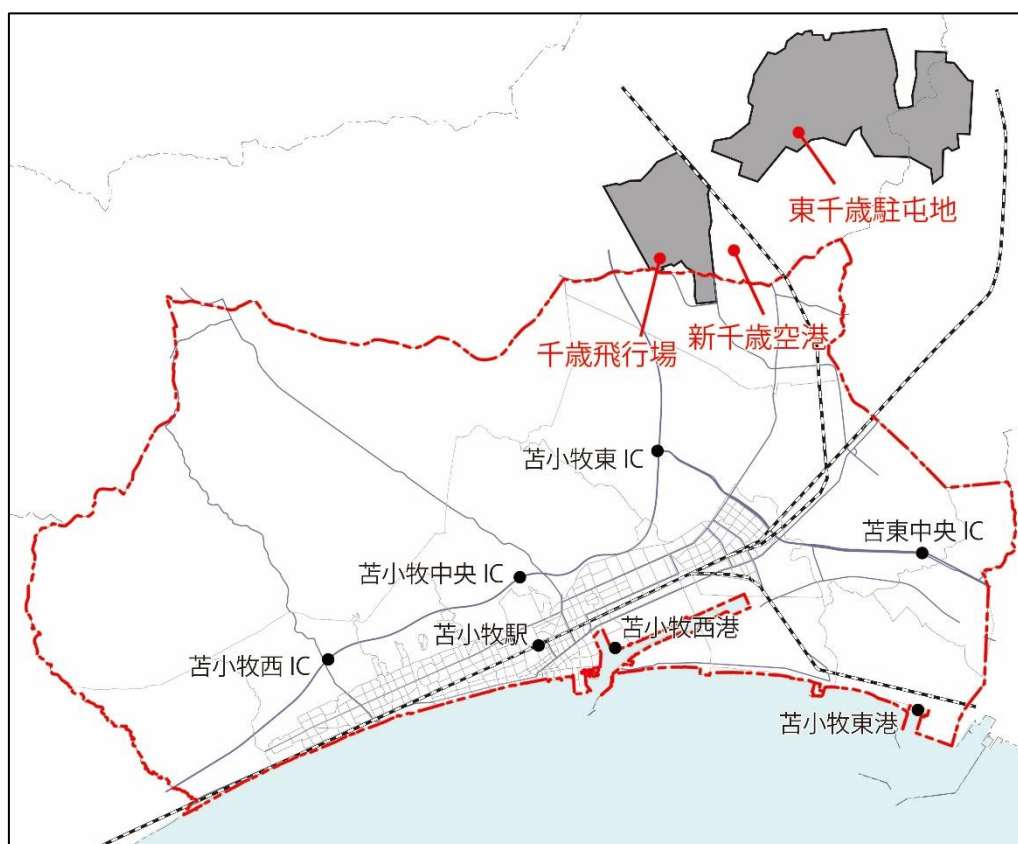 東千歳駐屯地
新千歳空港
千歳飛行場
苫小牧東 IC
苫東中央 IC
苫小牧中央 IC
苫小牧駅
苫小牧西港
苫小牧西 IC
苫小牧東港